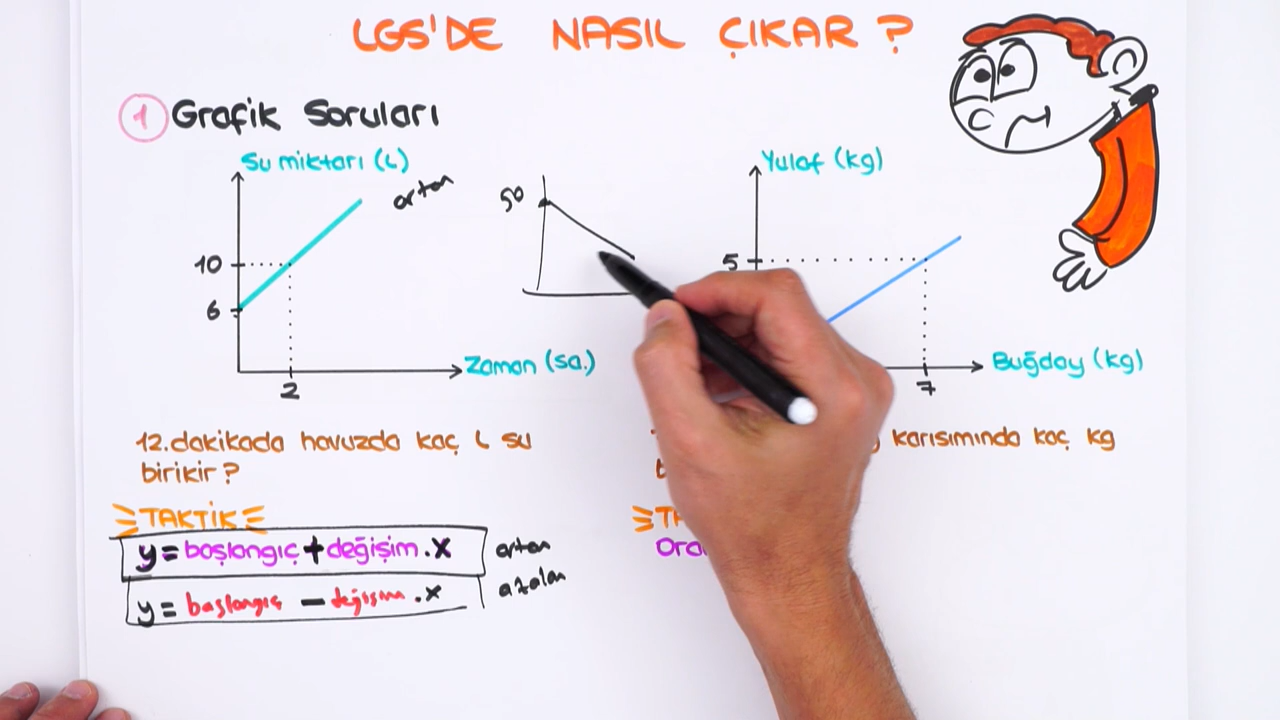 LGS'DE NASIL ÇIKAR ?
1 Grafik Soruları
Su miktarı (L)
artan
10
6
2
Zaman (sa.)
12.dakikada havuzda kaç L su
birikir?
TAKTİK
y = başlangıç + değişim . x
artan
y = başlangıç - değişim . x
azalan
50
Yulaf (kg)
5
7
Buğday (kg)
karısımında kaç kg